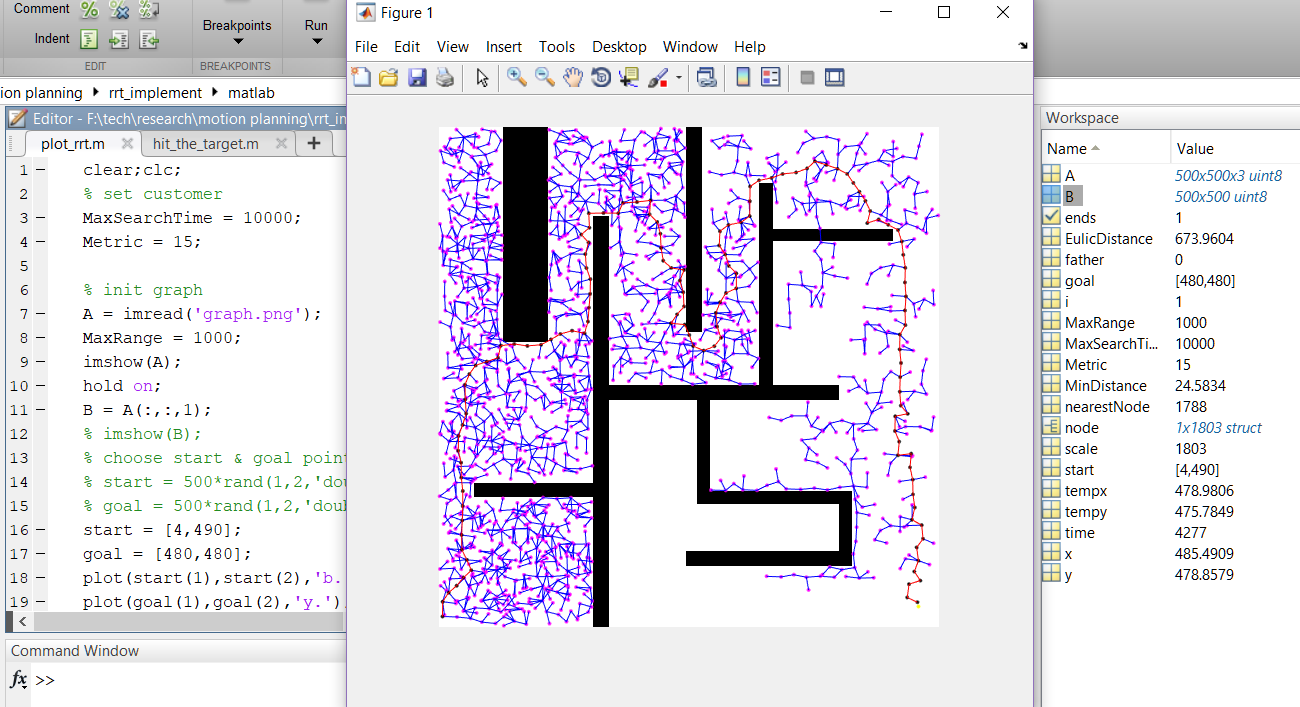 Comment
Indent
EDIT
Breakpoints
BREAKPOINTS
Run
ion planning ▸ rrt_implement ▸ matlab
Editor - F:\tech\research\motion planning\rrt_in
plot_rrt.m
hit_the_target.m
1 clear;clc;
2 % set customer
3 MaxSearchTime = 10000;
4 Metric = 15;
5
6 % init graph
7 A = imread('graph.png');
8 MaxRange = 1000;
9 imshow(A);
10 hold on;
11 B = A(:,:,1);
12 % imshow(B);
13 % choose start & goal poin
14 % start = 500*rand(1,2,'dou
15 % goal = 500*rand(1,2,'doub
16 start = [4,490];
17 goal = [480,480];
18 plot(start(1),start(2),'b.
19 plot(goal(1),goal(2),'y.')
Command Window
fx >>
Figure 1
File Edit View Insert Tools Desktop Window Help
Workspace
Name Value
A 500x500x3 uint8
B 500x500 uint8
ends 1
EulicDistance 673.9604
father 0
goal [480,480]
i 1
MaxRange 1000
MaxSearchTi... 10000
Metric 15
MinDistance 24.5834
nearestNode 1788
node 1x1803 struct
scale 1803
start [4,490]
tempx 478.9806
tempy 475.7849
time 4277
x 485.4909
y 478.8579